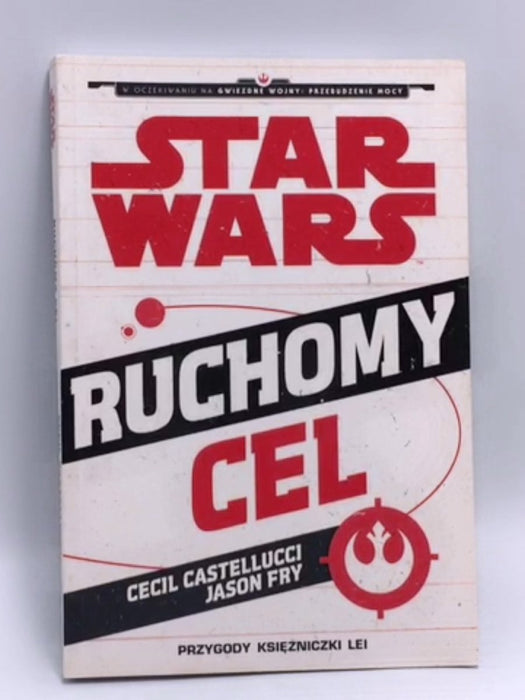 W OCZEKIWANIU NA GWIEZDNE WOJNY: PRZEBUDZENIE MOCY
STAR
WARS
RUCHOMY
CEL
CECIL CASTELLUCCI
JASON FRY
PRZYGODY KSIĘŻNICZKI LEI